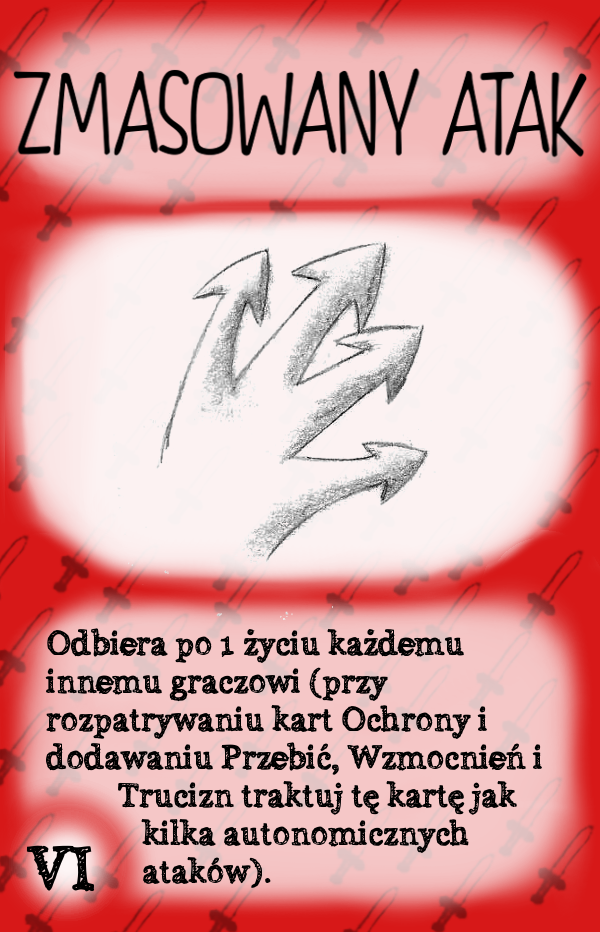 ZMASOWANY ATAK
Odbiera po 1 życiu każdemu
innemu graczowi (przy
rozpatrywaniu kart Ochrony i
dodawaniu Przebić, Wzmocnień i
Trucizn traktuj tę kartę jak
kilka autonomicznych
ataków).
VI